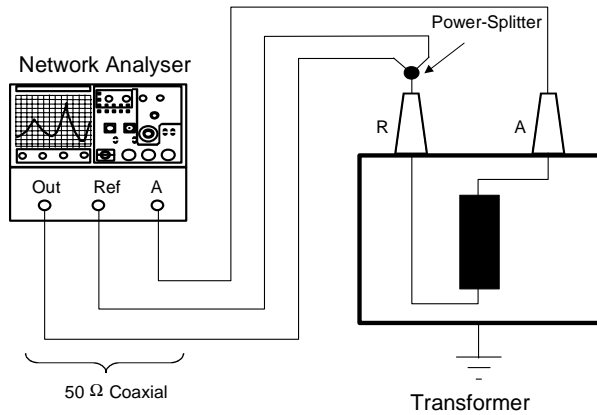 Power-Splitter
Network Analyser
R
A
Out
Ref
A
50 Ω Coaxial
Transformer